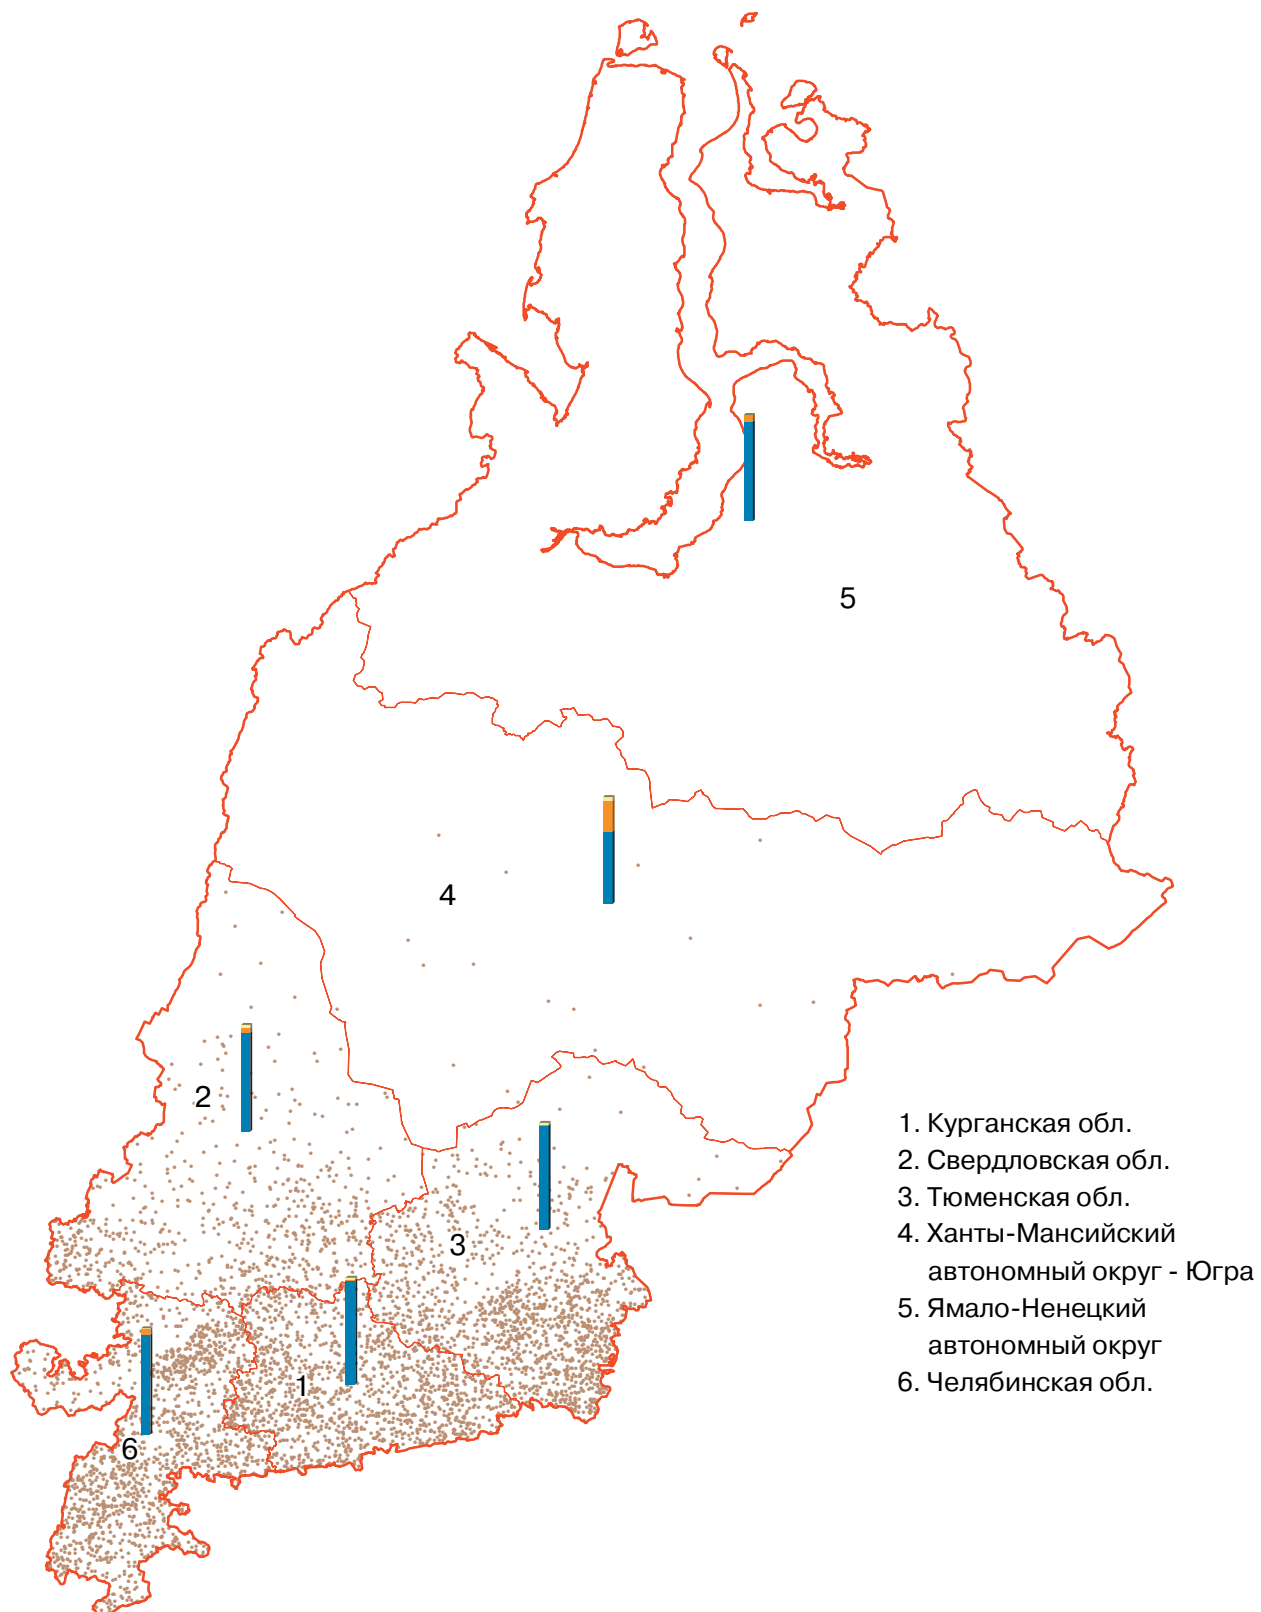 5
4
2
3
1
6
1. Курганская обл.
2. Свердловская обл.
3. Тюменская обл.
4. Ханты-Мансийский
автономный округ - Югра
5. Ямало-Ненецкий
автономный округ
6. Челябинская обл.